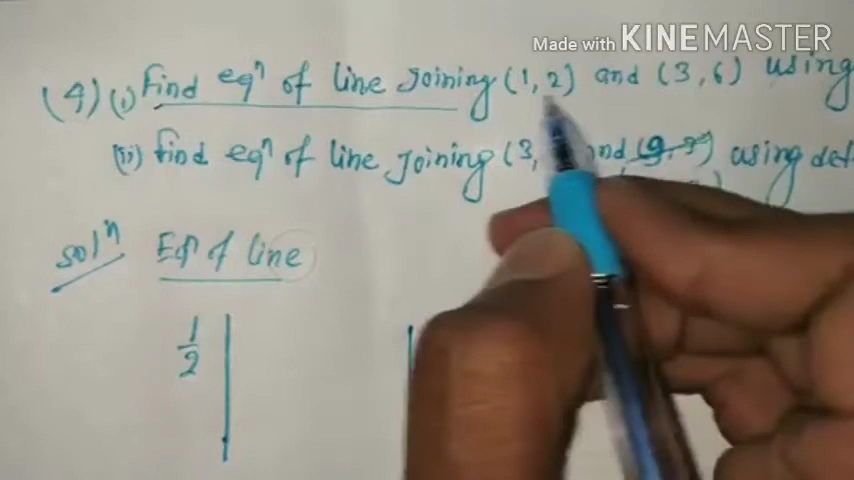 Made with KINEMASTER
(4) (i) Find eqⁿ of line joining (1, 2) and (3, 6) using
(ii) find eqⁿ of line joining (3, and using det
solⁿ Eqⁿ of line
1/2 |